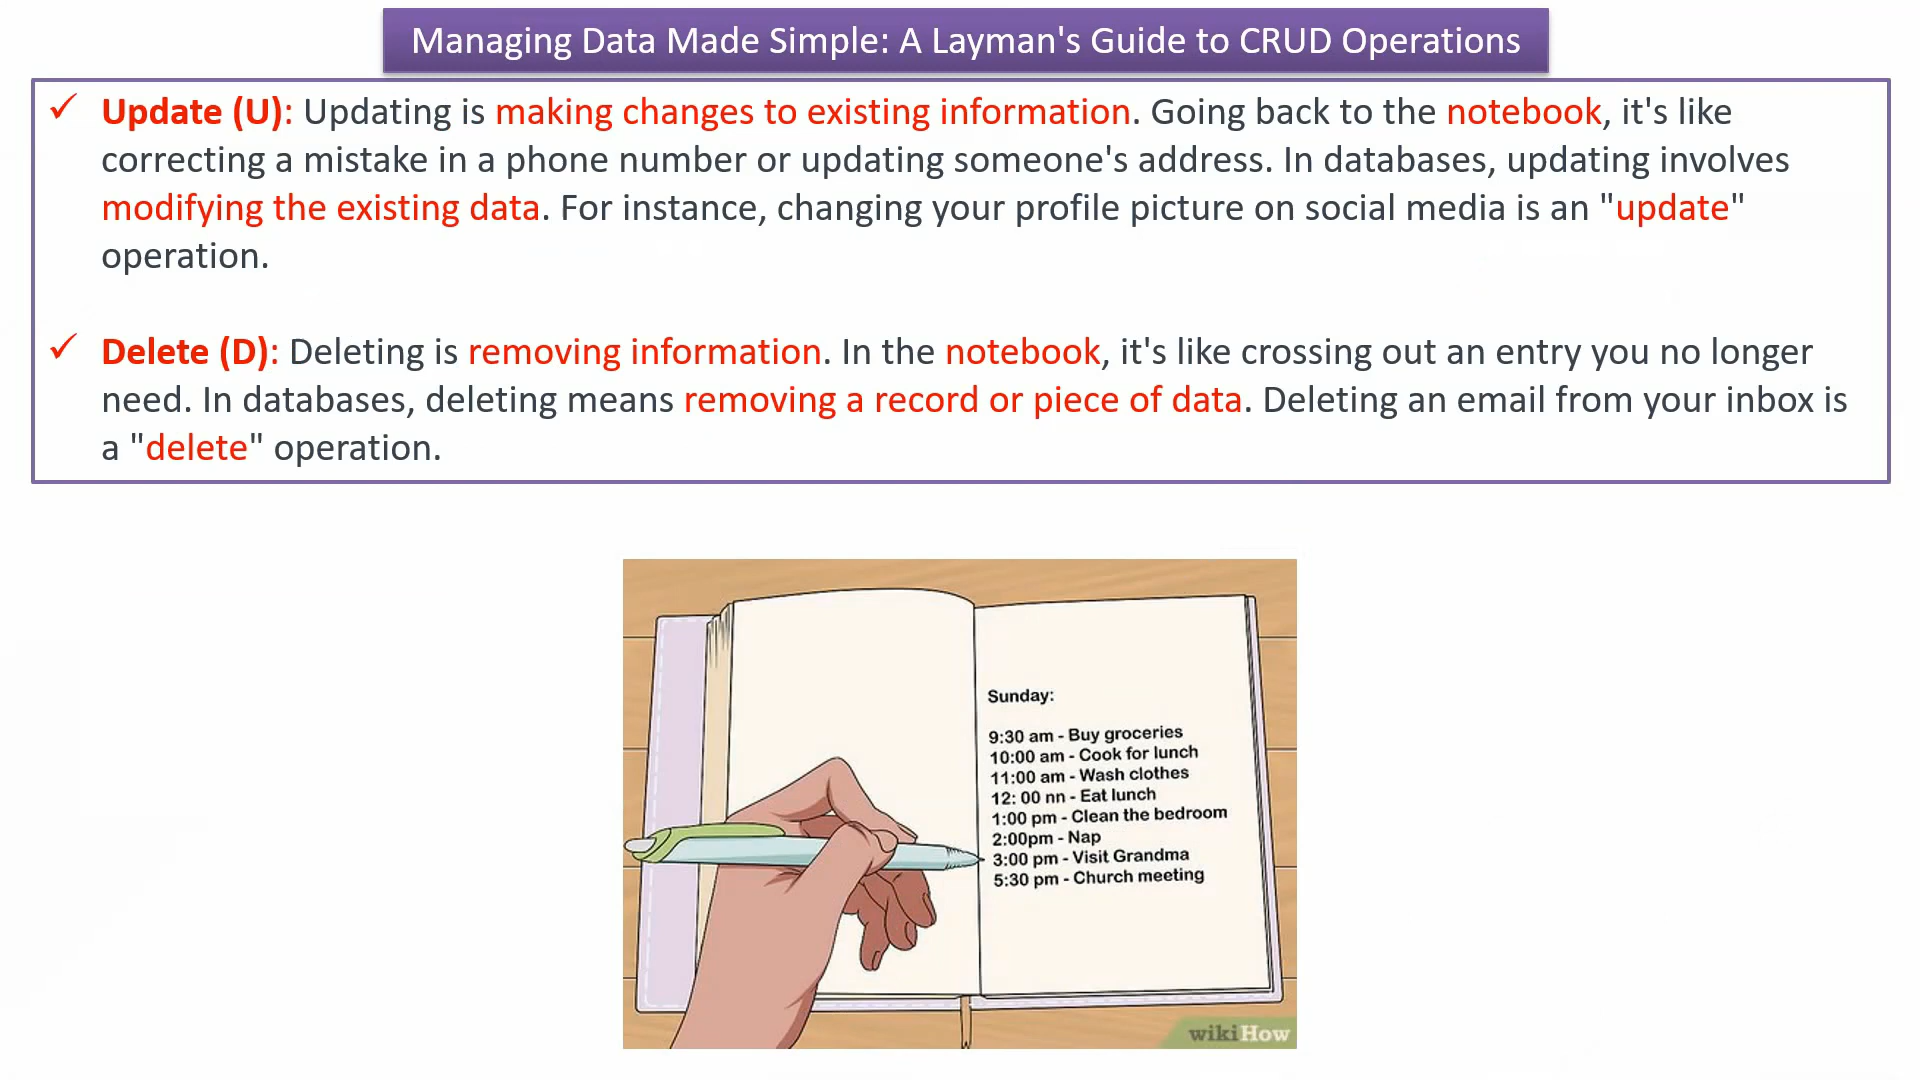 Managing Data Made Simple: A Layman's Guide to CRUD Operations
✓ Update (U): Updating is making changes to existing information. Going back to the notebook, it's like
correcting a mistake in a phone number or updating someone's address. In databases, updating involves
modifying the existing data. For instance, changing your profile picture on social media is an "update"
operation.
✓ Delete (D): Deleting is removing information. In the notebook, it's like crossing out an entry you no longer
need. In databases, deleting means removing a record or piece of data. Deleting an email from your inbox is
a "delete" operation.
Sunday:
9:30 am - Buy groceries
10:00 am - Cook for lunch
11:00 am - Wash clothes
12: 00 nn - Eat lunch
1:00 pm - Clean the bedroom
2:00pm - Nap
3:00 pm - Visit Grandma
5:30 pm - Church meeting
wikiHow